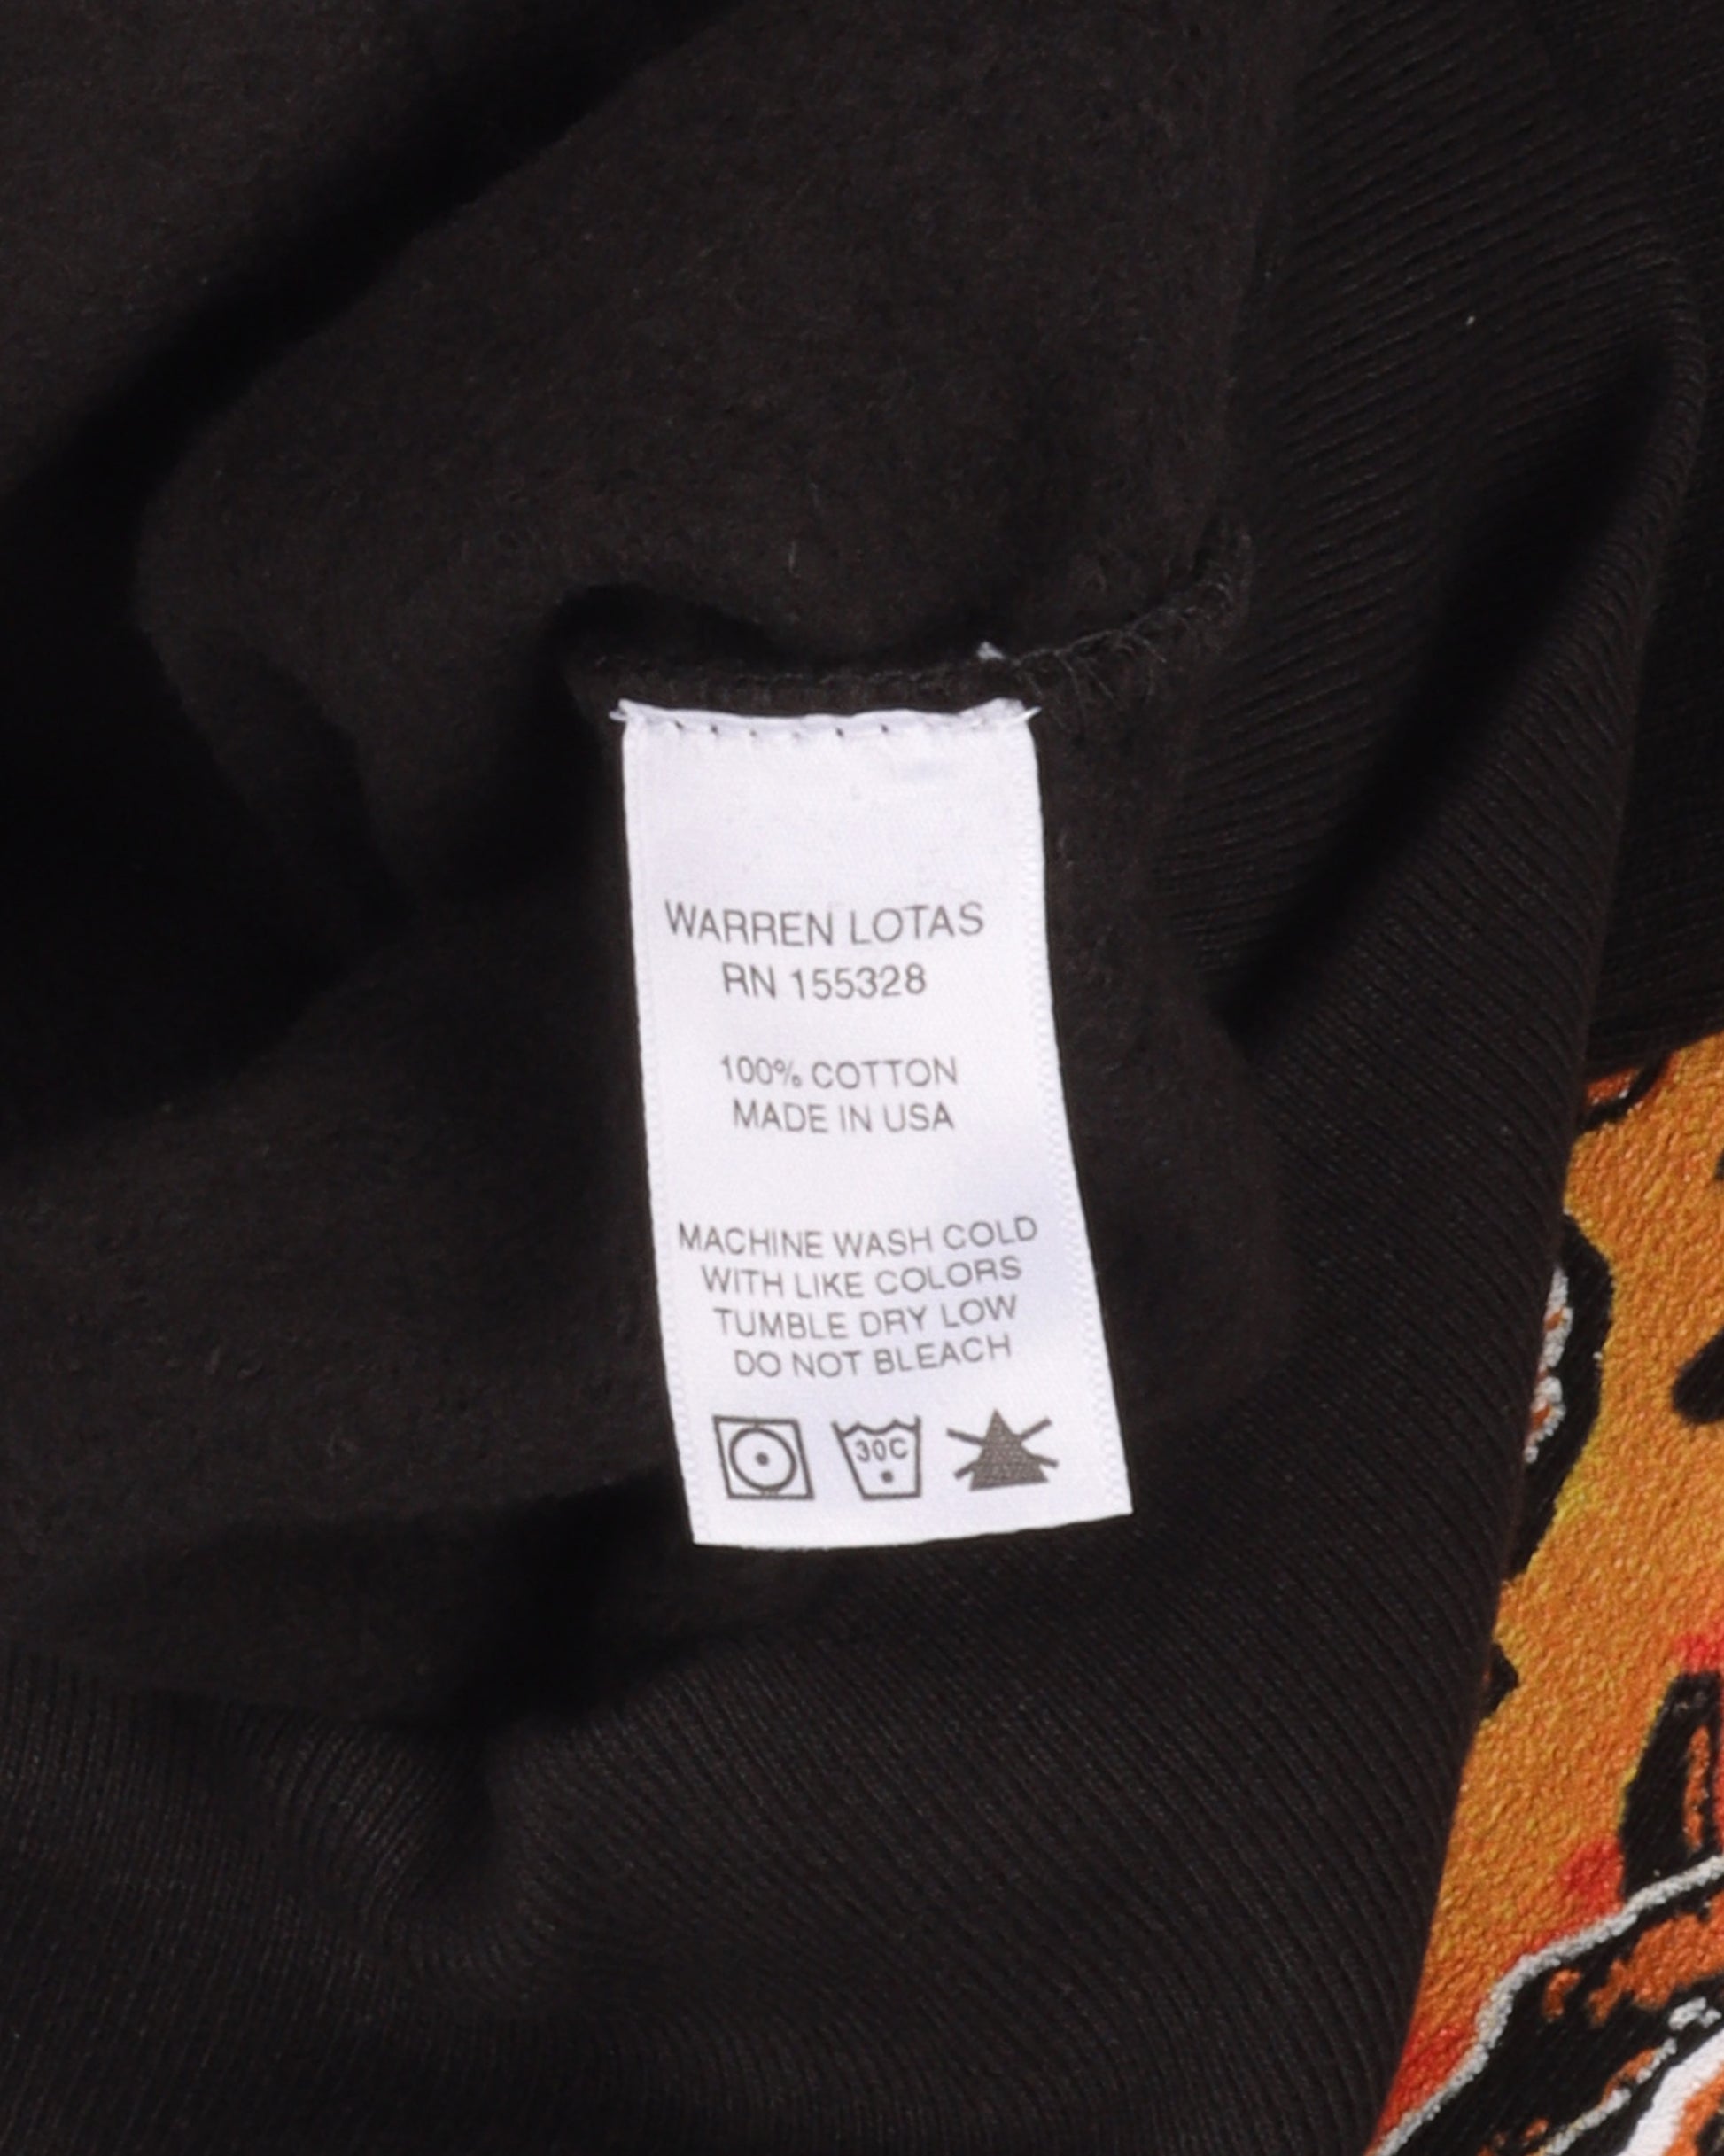 WARREN LOTAS
RN 155328
100% COTTON
MADE IN USA
MACHINE WASH COLD
WITH LIKE COLORS
TUMBLE DRY LOW
DO NOT BLEACH
30C